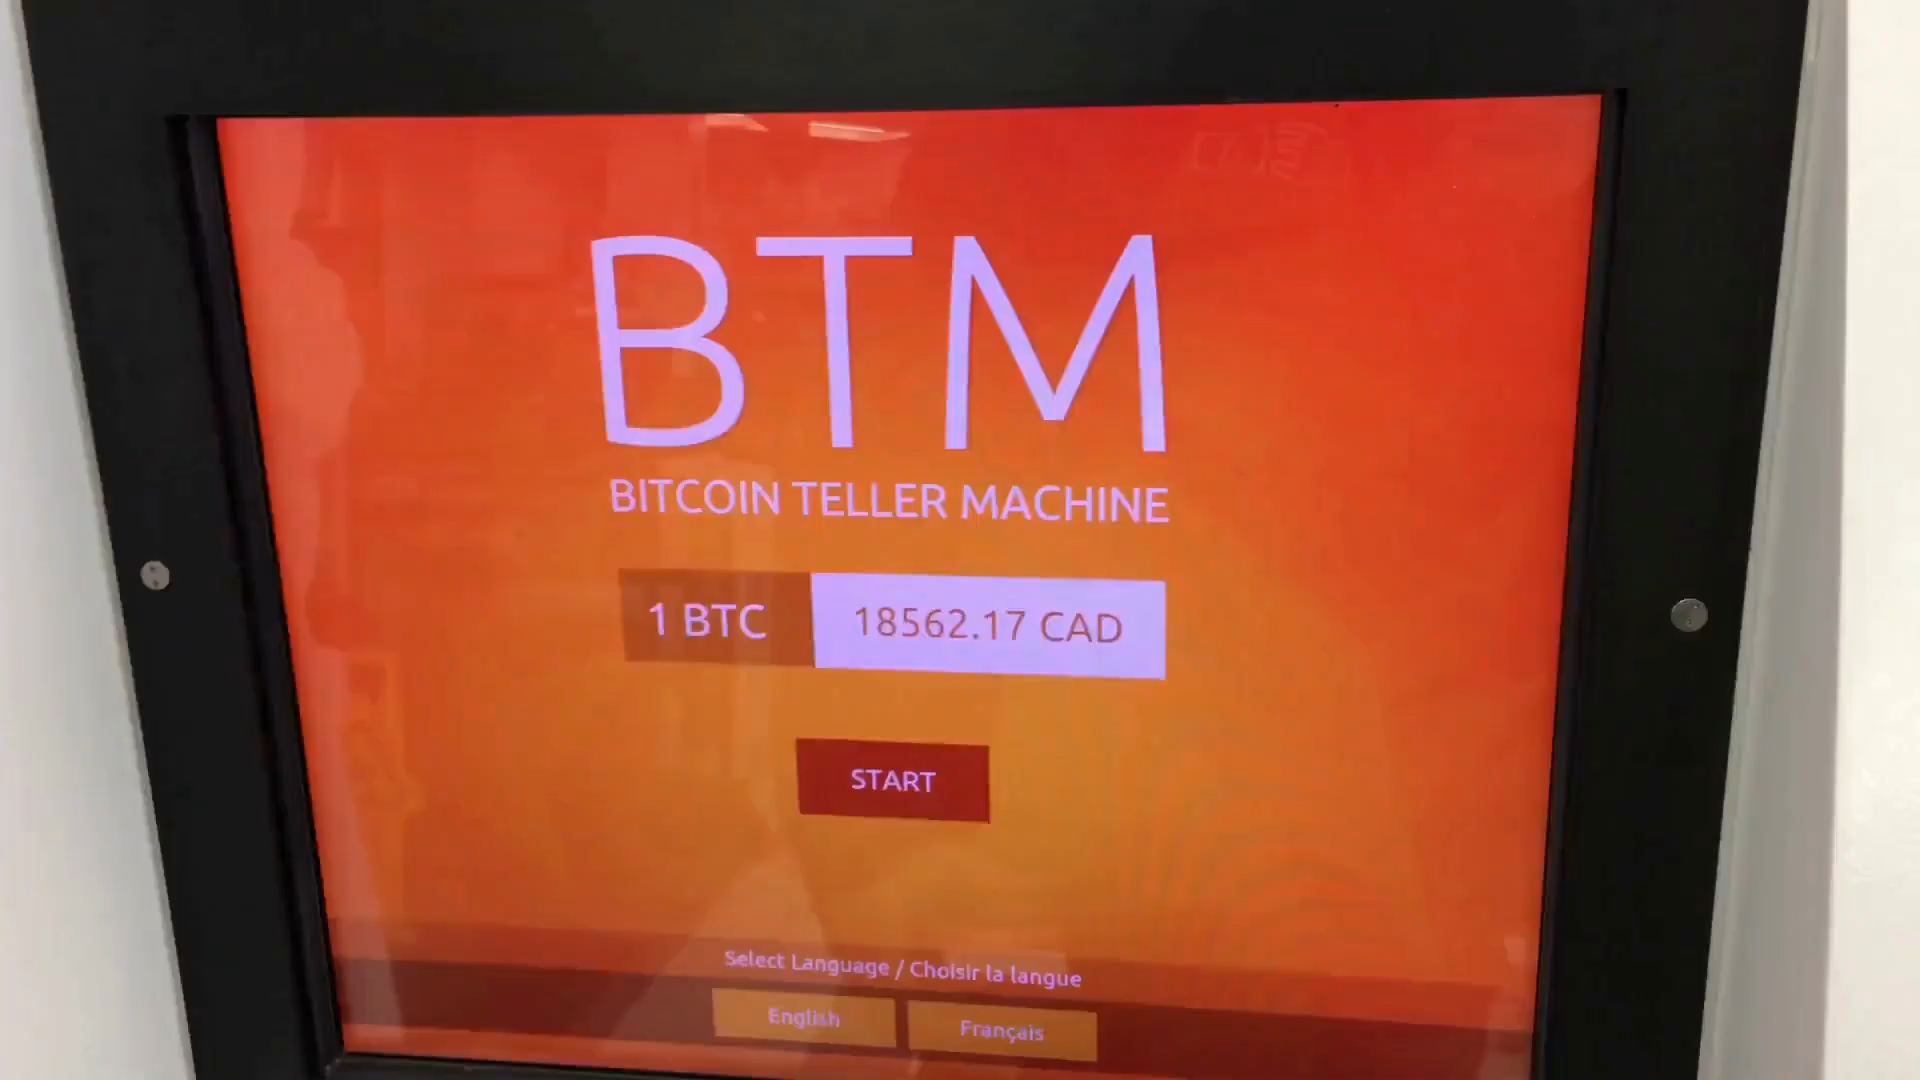 BTM
BITCOIN TELLER MACHINE
1 BTC 18562.17 CAD
START
Select Language / Choisir la langue
English Français